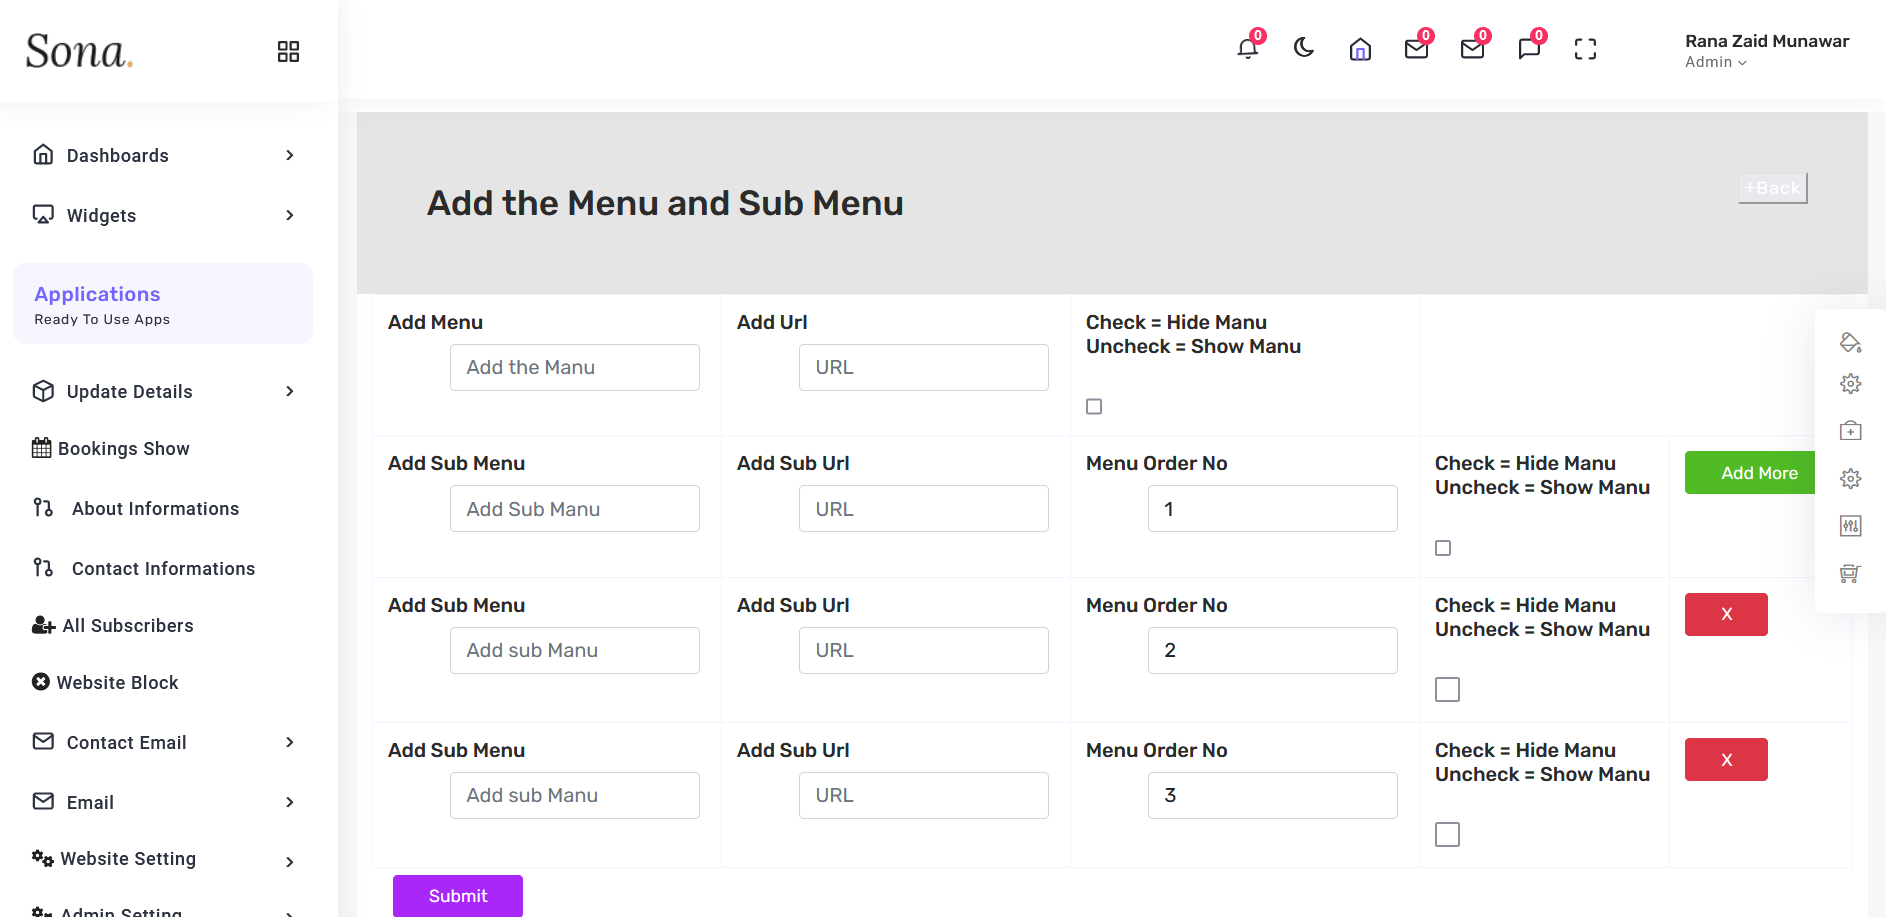 Sona.
0
0
0
0
Rana Zaid Munawar
Admin
Dashboards
Widgets
Applications
Ready To Use Apps
Update Details
Bookings Show
About Informations
Contact Informations
All Subscribers
Website Block
Contact Email
Email
Website Setting
Admin Setting
Add the Menu and Sub Menu
+Back
Add Menu
Add the Manu
Add Url
URL
Check = Hide Manu
Uncheck = Show Manu
Add Sub Menu
Add Sub Manu
Add Sub Url
URL
Menu Order No
1
Check = Hide Manu
Uncheck = Show Manu
Add More
Add Sub Menu
Add sub Manu
Add Sub Url
URL
Menu Order No
2
Check = Hide Manu
Uncheck = Show Manu
X
Add Sub Menu
Add sub Manu
Add Sub Url
URL
Menu Order No
3
Check = Hide Manu
Uncheck = Show Manu
X
Submit